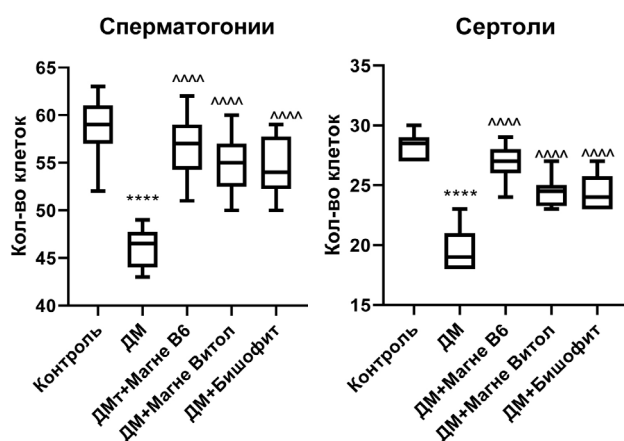 Сперматогонии
Кол-во клеток
65
60
55
50
45
40
****
^^^^
^^^^
^^^^
Контроль
ДМ
ДМт+Магне В6
ДМ+Магне Витол
ДМ+Бишофит
Сертоли
Кол-во клеток
35
30
25
20
15
****
^^^^
^^^^
^^^^
Контроль
ДМ
ДМ+Магне В6
ДМ+Магне Витол
ДМ+Бишофит